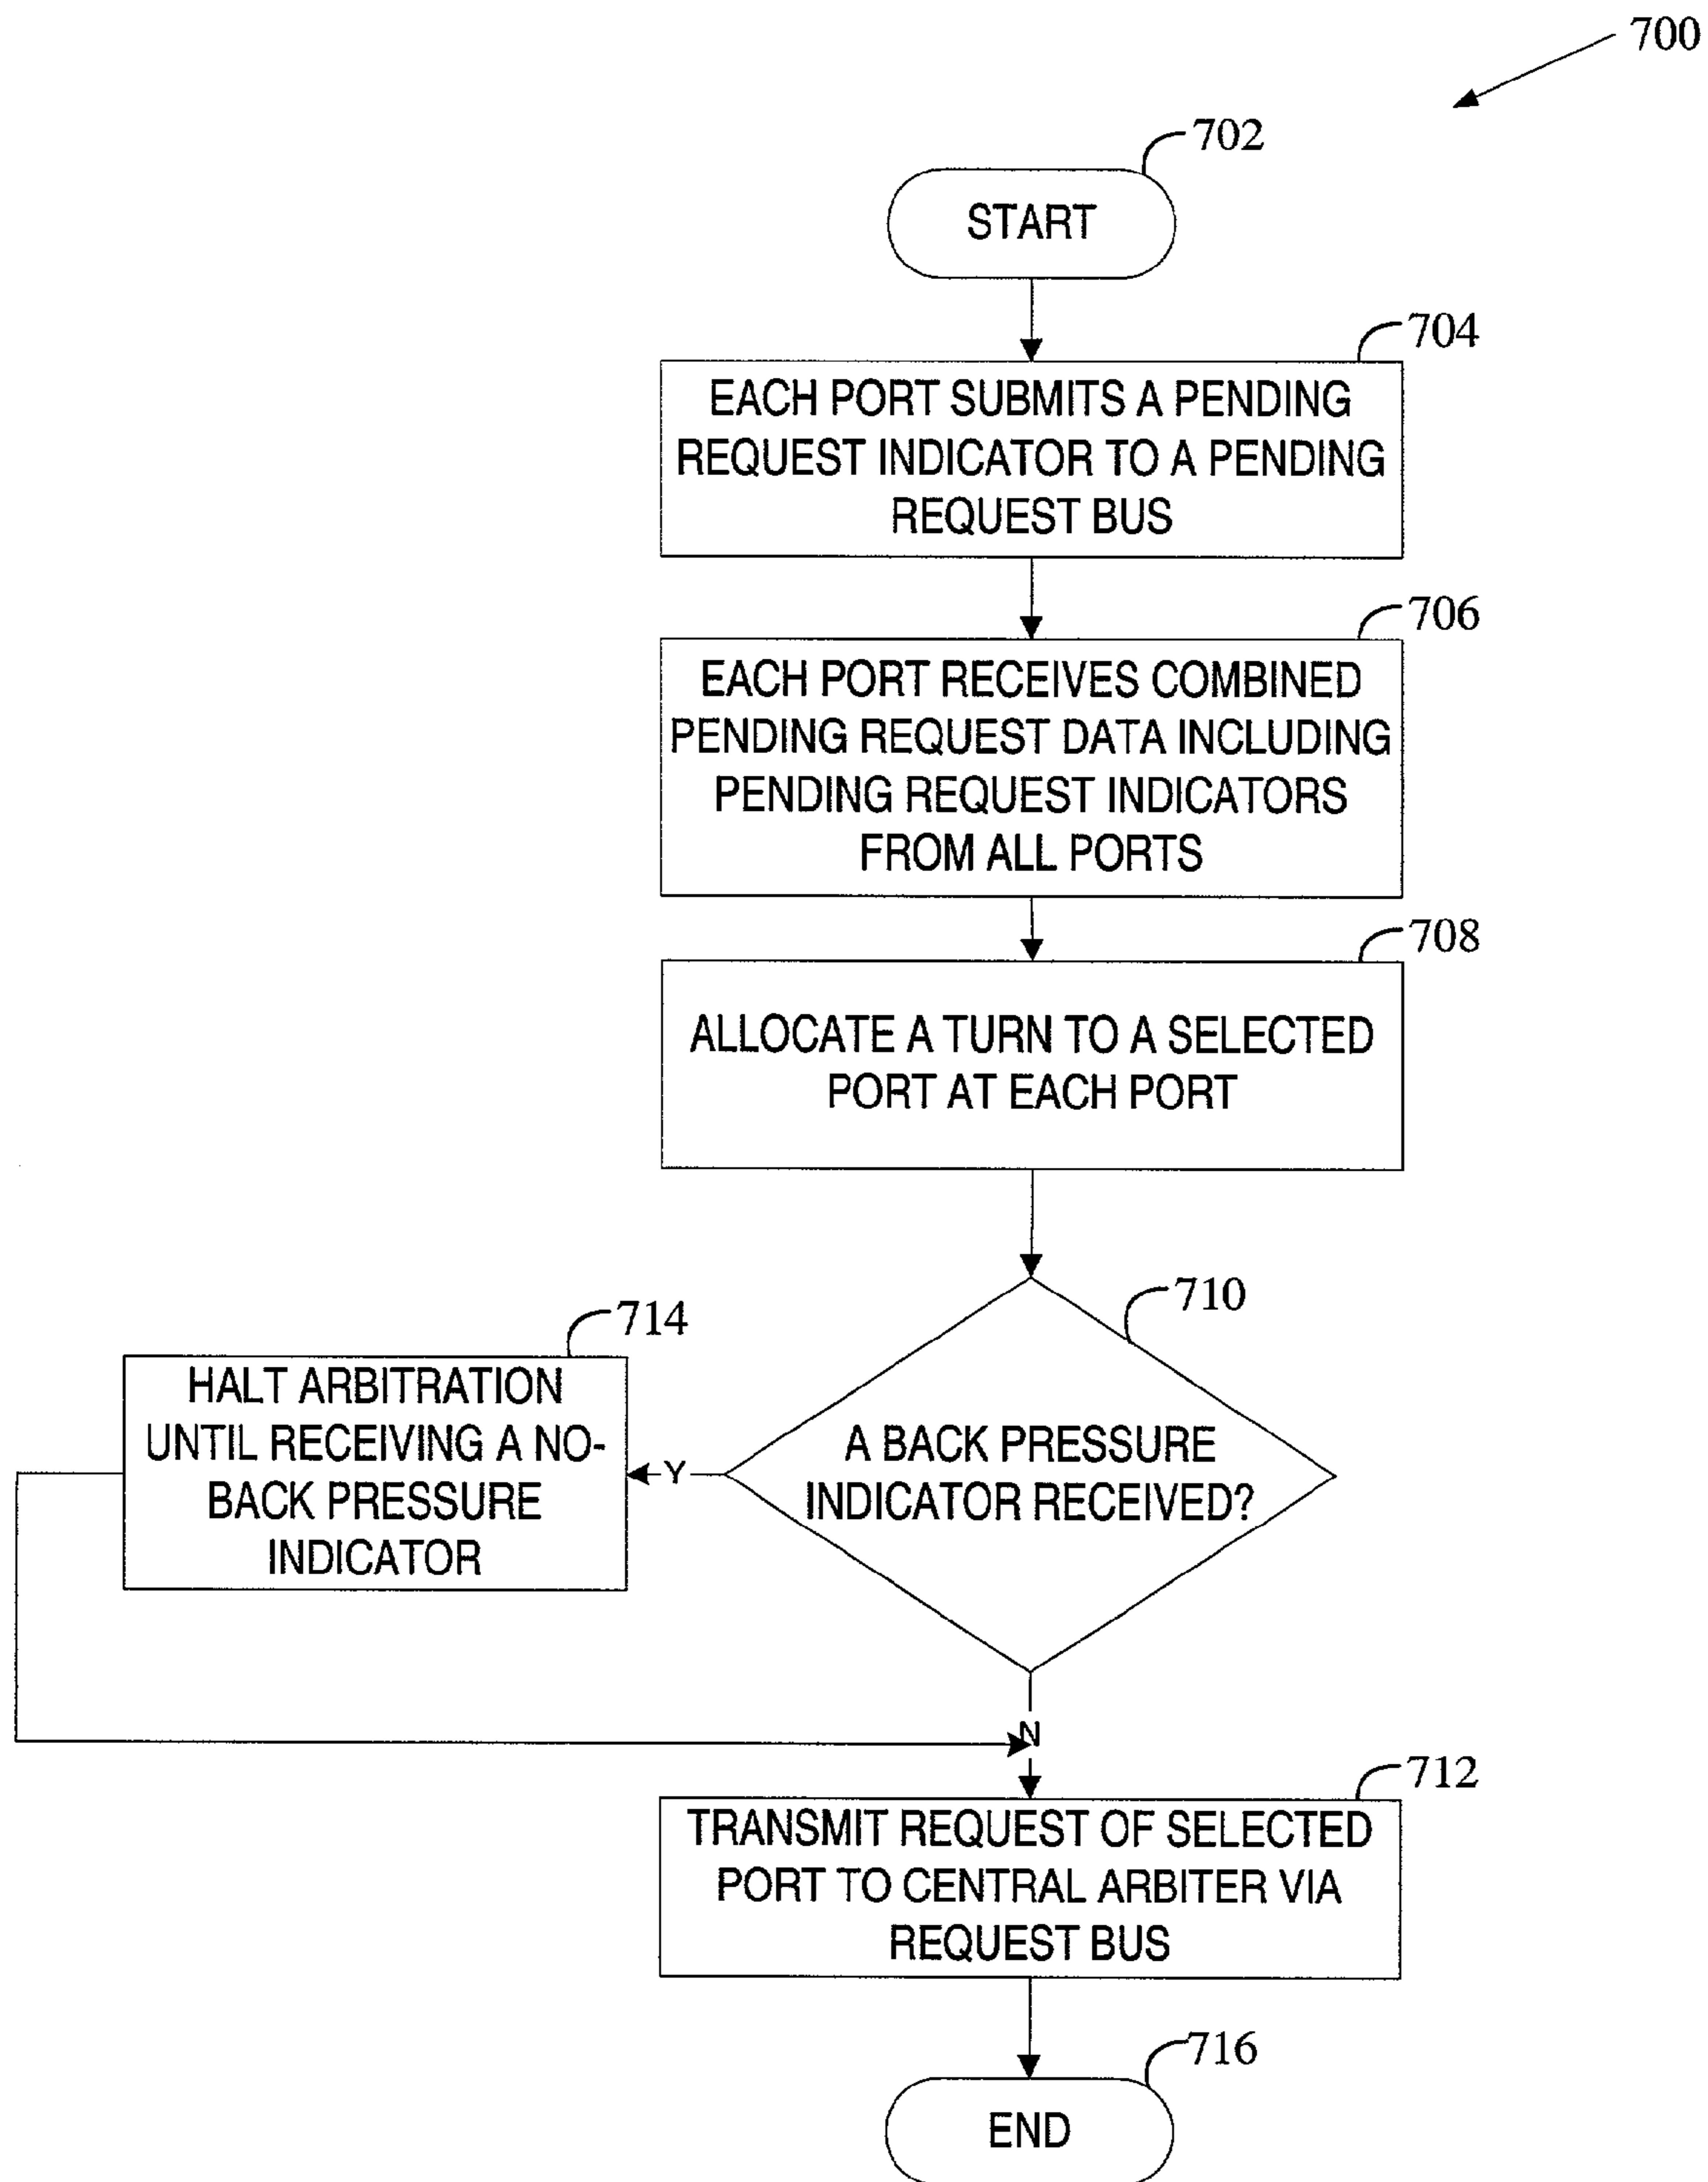 700
702
START
704
EACH PORT SUBMITS A PENDING
REQUEST INDICATOR TO A PENDING
REQUEST BUS
706
EACH PORT RECEIVES COMBINED
PENDING REQUEST DATA INCLUDING
PENDING REQUEST INDICATORS
FROM ALL PORTS
708
ALLOCATE A TURN TO A SELECTED
PORT AT EACH PORT
710
A BACK PRESSURE
INDICATOR RECEIVED?
Y
714
HALT ARBITRATION
UNTIL RECEIVING A NO-
BACK PRESSURE
INDICATOR
N
712
TRANSMIT REQUEST OF SELECTED
PORT TO CENTRAL ARBITER VIA
REQUEST BUS
716
END